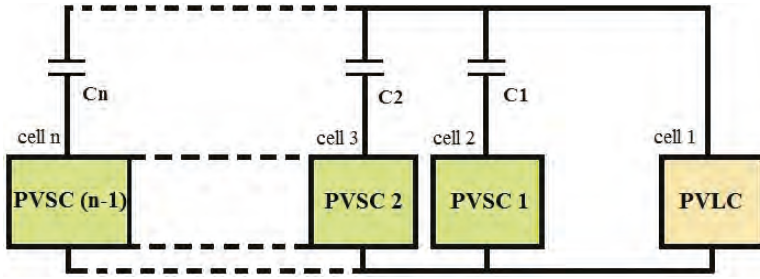 Cn
C2
C1
cell n
cell 3
cell 2
cell 1
PVSC (n-1)
PVSC 2
PVSC 1
PVLC